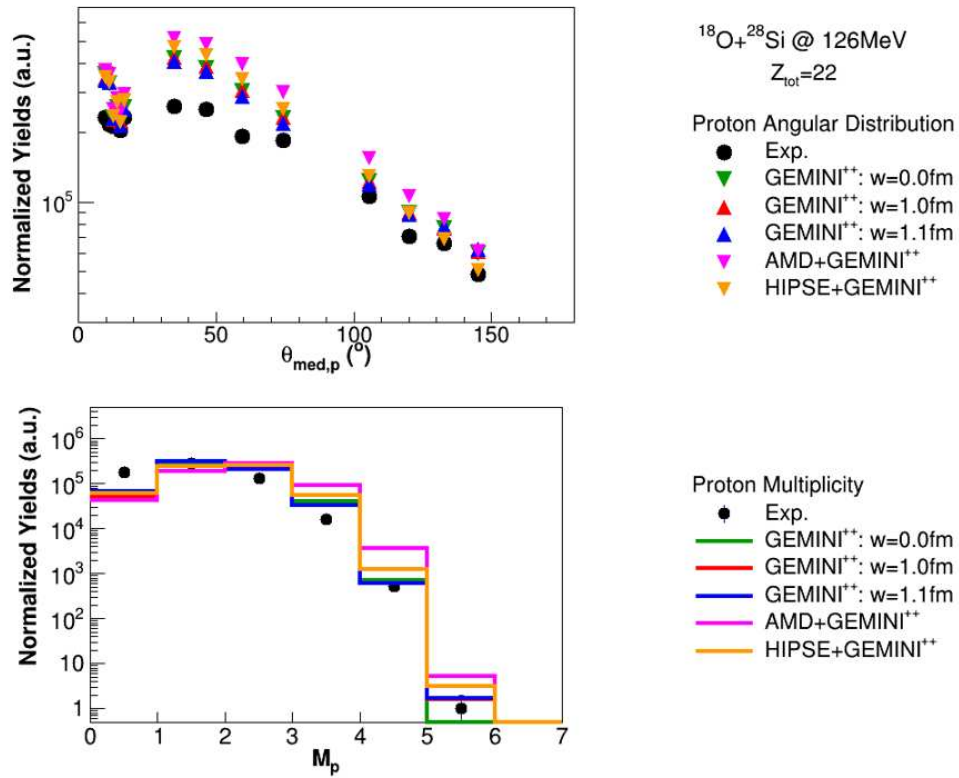 Normalized Yields (a.u.)
10⁵
0
50
100
150
θmed,p (°)
¹⁸O+²⁸Si @ 126MeV
Ztot=22
Proton Angular Distribution
Exp.
GEMINI⁺⁺: w=0.0fm
GEMINI⁺⁺: w=1.0fm
GEMINI⁺⁺: w=1.1fm
AMD+GEMINI⁺⁺
HIPSE+GEMINI⁺⁺
Normalized Yields (a.u.)
10⁶
10⁵
10⁴
10³
10²
10
1
0
1
2
3
4
5
6
7
Mp
Proton Multiplicity
Exp.
GEMINI⁺⁺: w=0.0fm
GEMINI⁺⁺: w=1.0fm
GEMINI⁺⁺: w=1.1fm
AMD+GEMINI⁺⁺
HIPSE+GEMINI⁺⁺